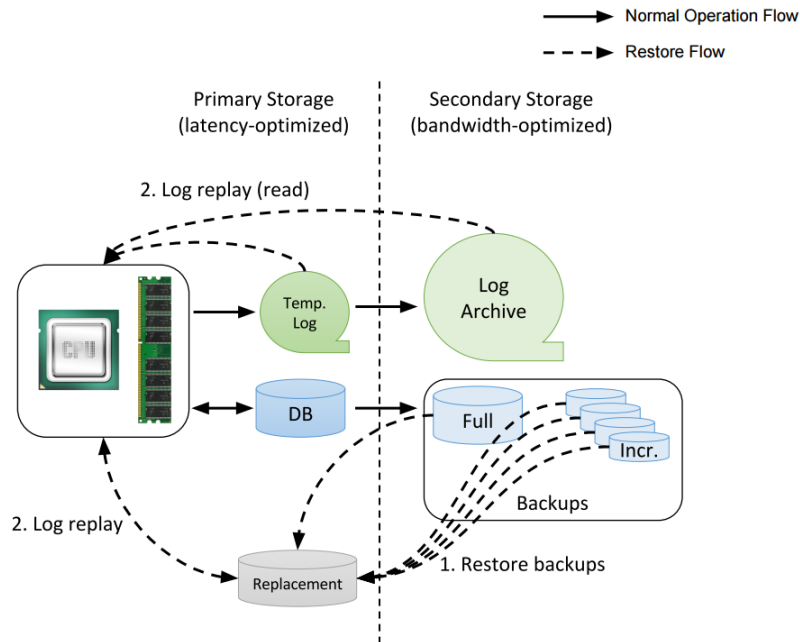 Normal Operation Flow
Restore Flow
Primary Storage
(latency-optimized)
Secondary Storage
(bandwidth-optimized)
2. Log replay (read)
CPU
Temp.
Log
Log
Archive
DB
Full
Incr.
Backups
2. Log replay
1. Restore backups
Replacement